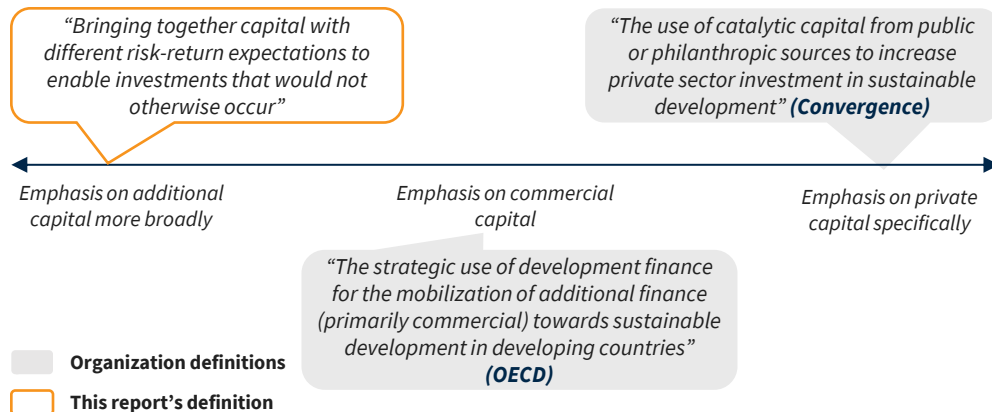 “Bringing together capital with
different risk-return expectations to
enable investments that would not
otherwise occur”
“The use of catalytic capital from public
or philanthropic sources to increase
private sector investment in sustainable
development” (Convergence)
Emphasis on additional
capital more broadly
Emphasis on commercial
capital
Emphasis on private
capital specifically
“The strategic use of development finance
for the mobilization of additional finance
(primarily commercial) towards sustainable
development in developing countries”
(OECD)
Organization definitions
This report’s definition